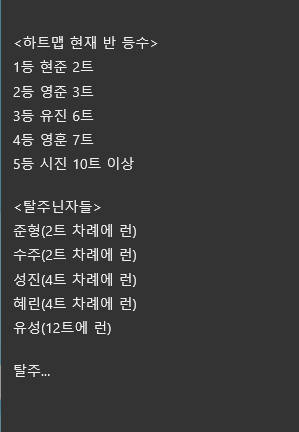 <하트맵 현재 반 등수>
1등 현준 2트
2등 영준 3트
3등 유진 6트
4등 영훈 7트
5등 시진 10트 이상
<탈주닌자들>
준형(2트 차례에 런)
수주(2트 차례에 런)
성진(4트 차례에 런)
혜린(4트 차례에 런)
유성(12트에 런)
탈주...